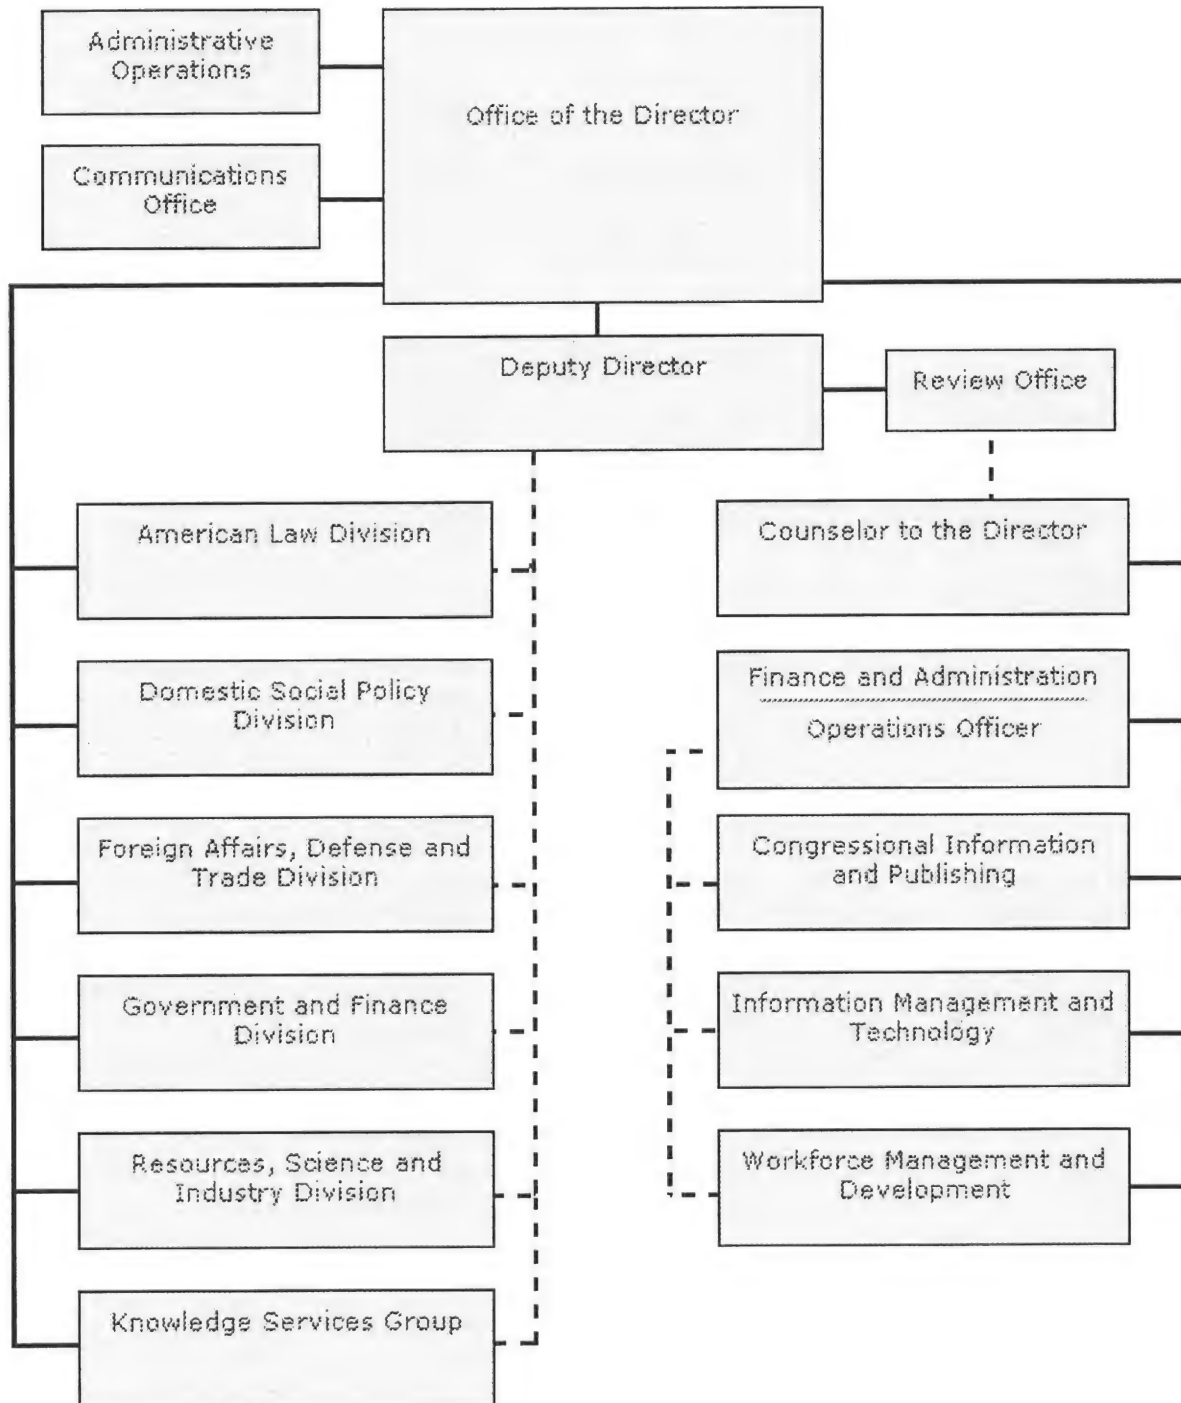 Administrative
Operations
Office of the Director
Communications
Office
Deputy Director
Review Office
American Law Division
Counselor to the Director
Domestic Social Policy
Division
Finance and Administration
Operations Officer
Foreign Affairs, Defense and
Trade Division
Congressional Information
and Publishing
Government and Finance
Division
Information Management and
Technology
Resources, Science and
Industry Division
Workforce Management and
Development
Knowledge Services Group